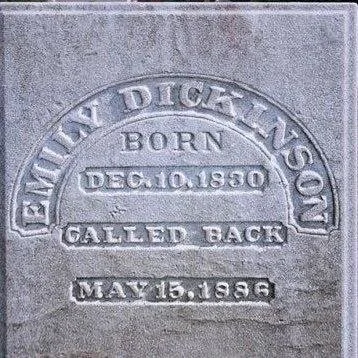 EMILY DICKINSON
BORN
DEC. 10. 1830
CALLED BACK
MAY 15. 1886